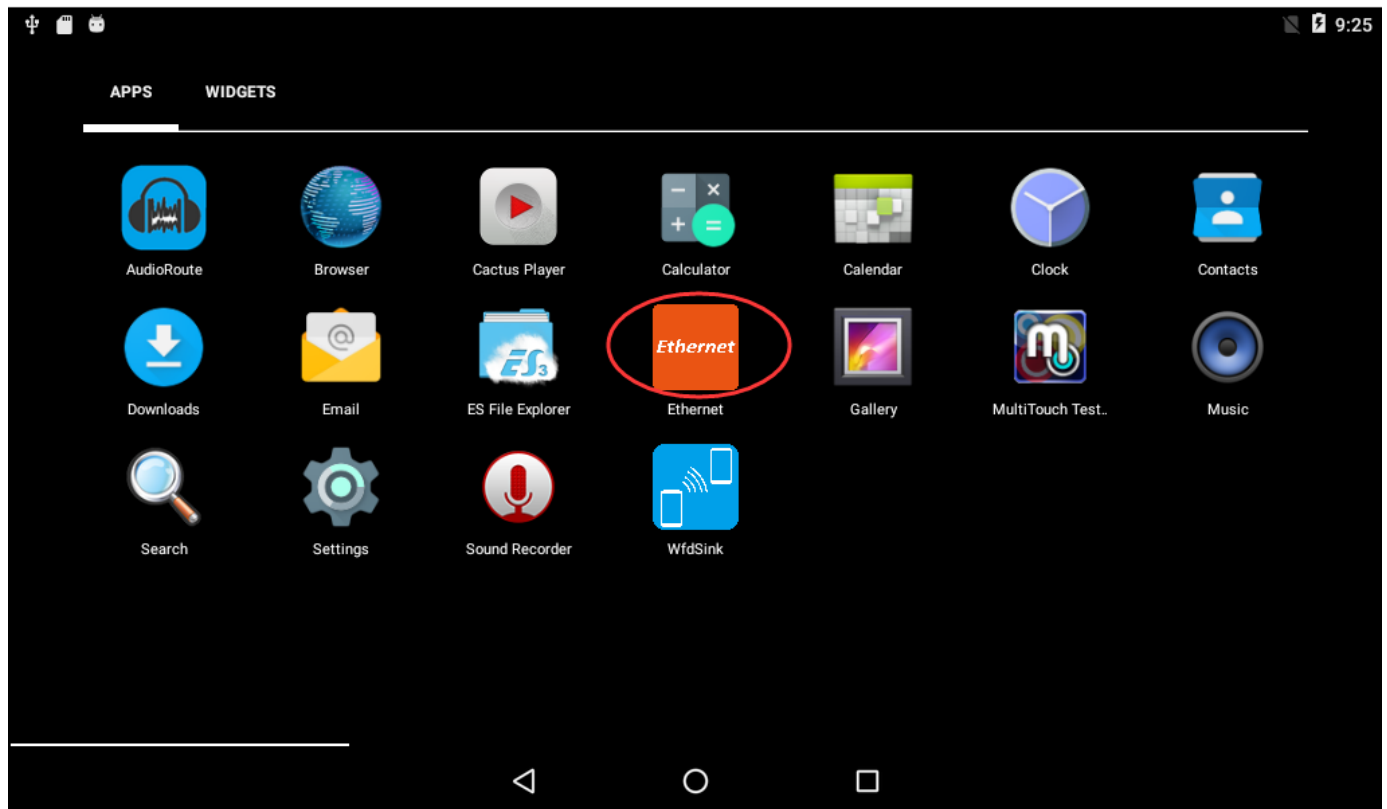 9:25
APPS WIDGETS
AudioRoute Browser Cactus Player Calculator Calendar Clock Contacts
@ ES3 Ethernet m
Downloads Email ES File Explorer Ethernet Gallery MultiTouch Test..  Music
Search Settings Sound Recorder WfdSink